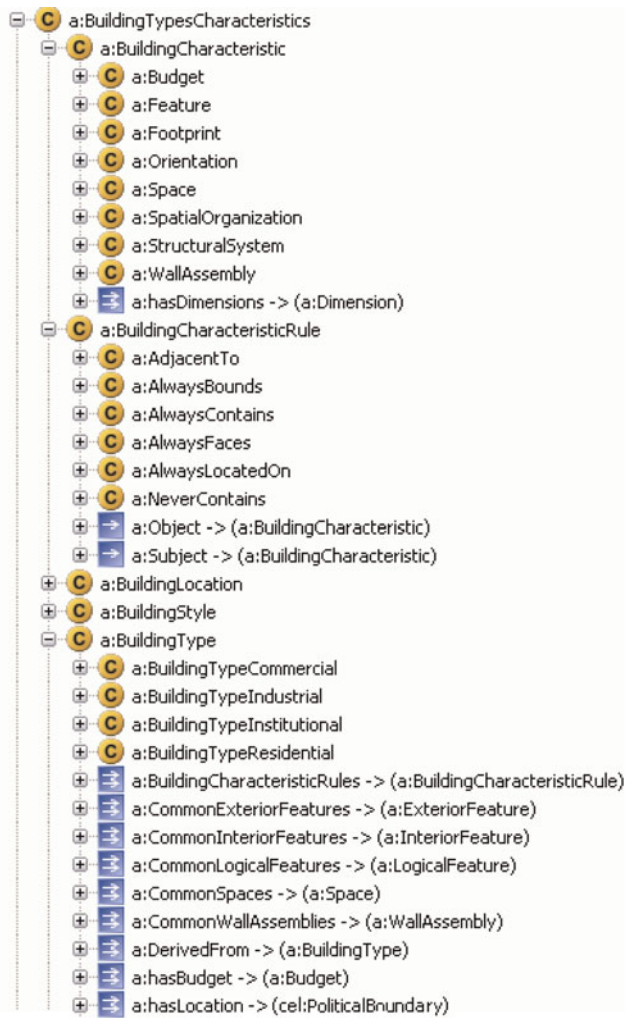 C a:BuildingTypesCharacteristics
C a:BuildingCharacteristic
C a:Budget
C a:Feature
C a:Footprint
C a:Orientation
C a:Space
C a:SpatialOrganization
C a:StructuralSystem
C a:WallAssembly
a:hasDimensions -> (a:Dimension)
C a:BuildingCharacteristicRule
C a:AdjacentTo
C a:AlwaysBounds
C a:AlwaysContains
C a:AlwaysFaces
C a:AlwaysLocatedOn
C a:NeverContains
a:Object -> (a:BuildingCharacteristic)
a:Subject -> (a:BuildingCharacteristic)
C a:BuildingLocation
C a:BuildingStyle
C a:BuildingType
C a:BuildingTypeCommercial
C a:BuildingTypeIndustrial
C a:BuildingTypeInstitutional
C a:BuildingTypeResidential
a:BuildingCharacteristicRules -> (a:BuildingCharacteristicRule)
a:CommonExteriorFeatures -> (a:ExteriorFeature)
a:CommonInteriorFeatures -> (a:InteriorFeature)
a:CommonLogicalFeatures -> (a:LogicalFeature)
a:CommonSpaces -> (a:Space)
a:CommonWallAssemblies -> (a:WallAssembly)
a:DerivedFrom -> (a:BuildingType)
a:hasBudget -> (a:Budget)
a:hasLocation -> (cel:PoliticalBoundary)